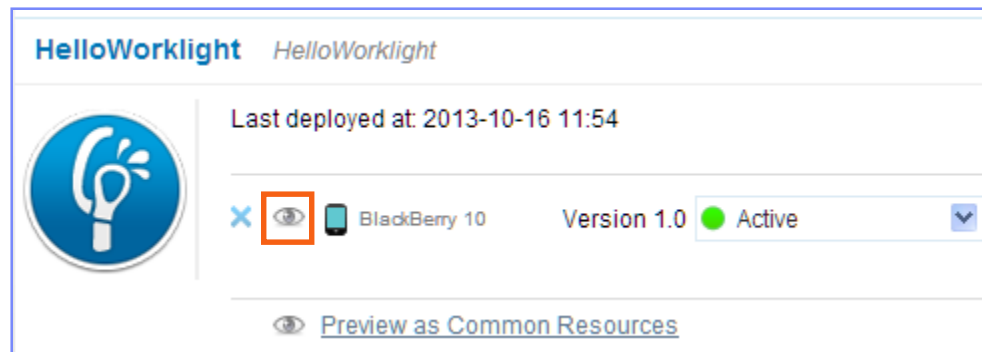 HelloWorklight HelloWorklight
Last deployed at: 2013-10-16 11:54
BlackBerry 10 Version 1.0 Active
Preview as Common Resources